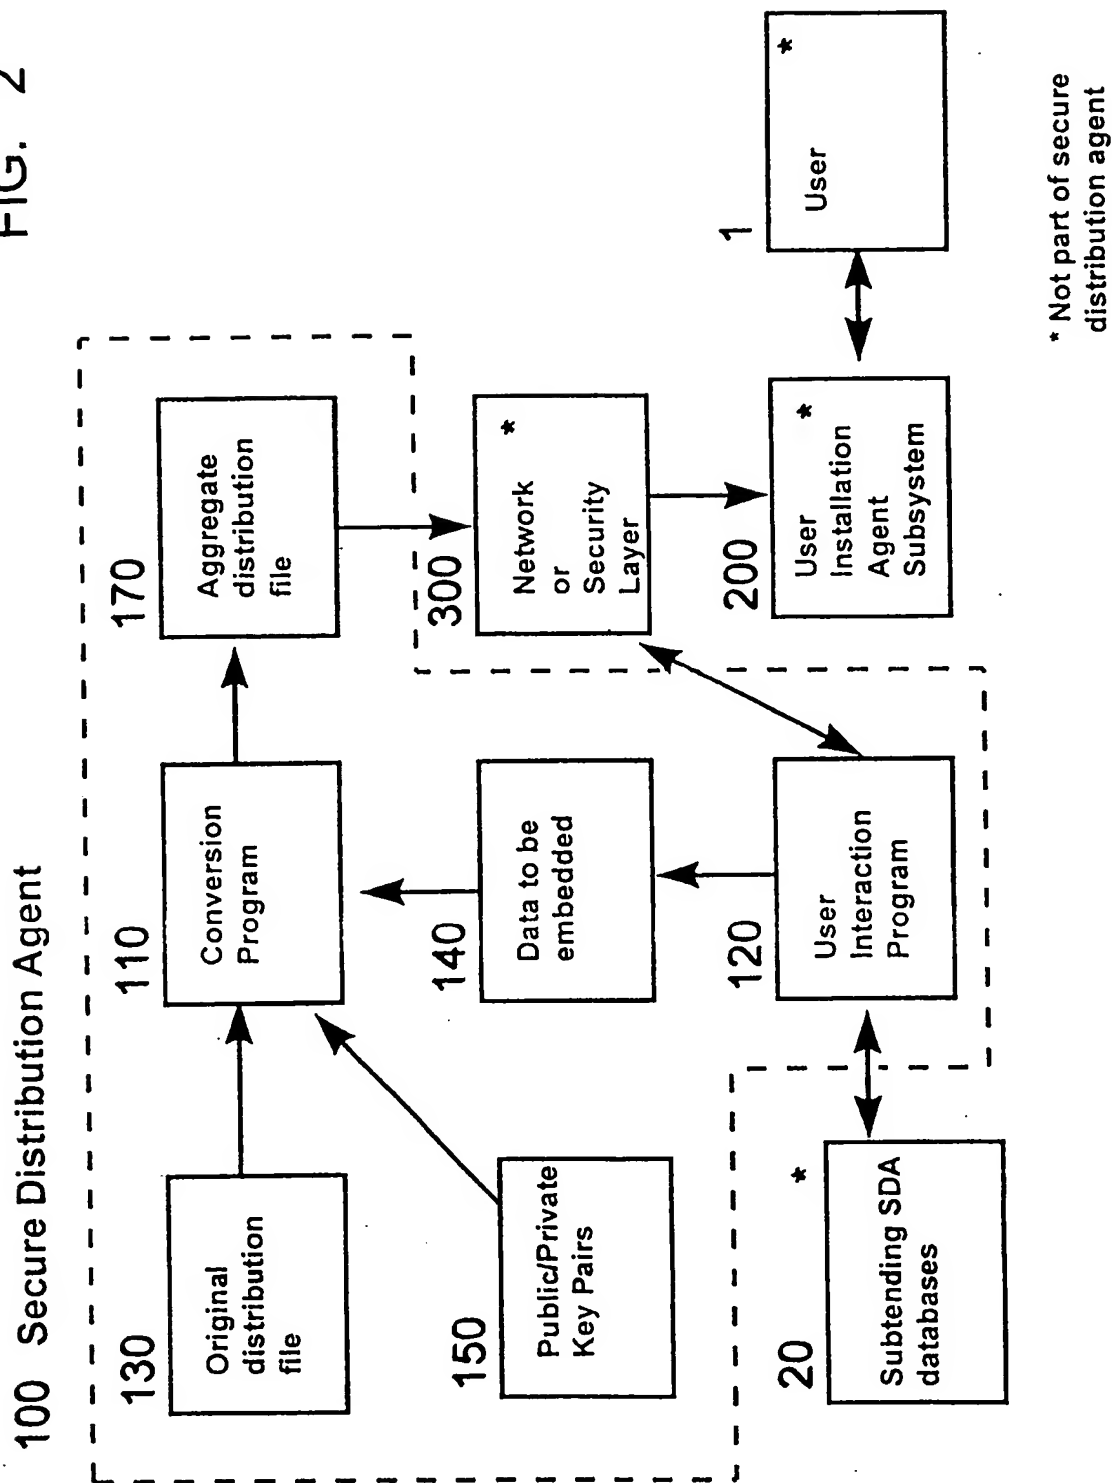 FIG. 2
100 Secure Distribution Agent
130
Original
distribution
file
110
Conversion
Program
170
Aggregate
distribution
file
150
Public/Private
Key Pairs
140
Data to be
embedded
300
Network *
or
Security
Layer
20
*
Subtending SDA
databases
120
User
Interaction
Program
200
User *
Installation
Agent
Subsystem
1
User *
* Not part of secure
distribution agent